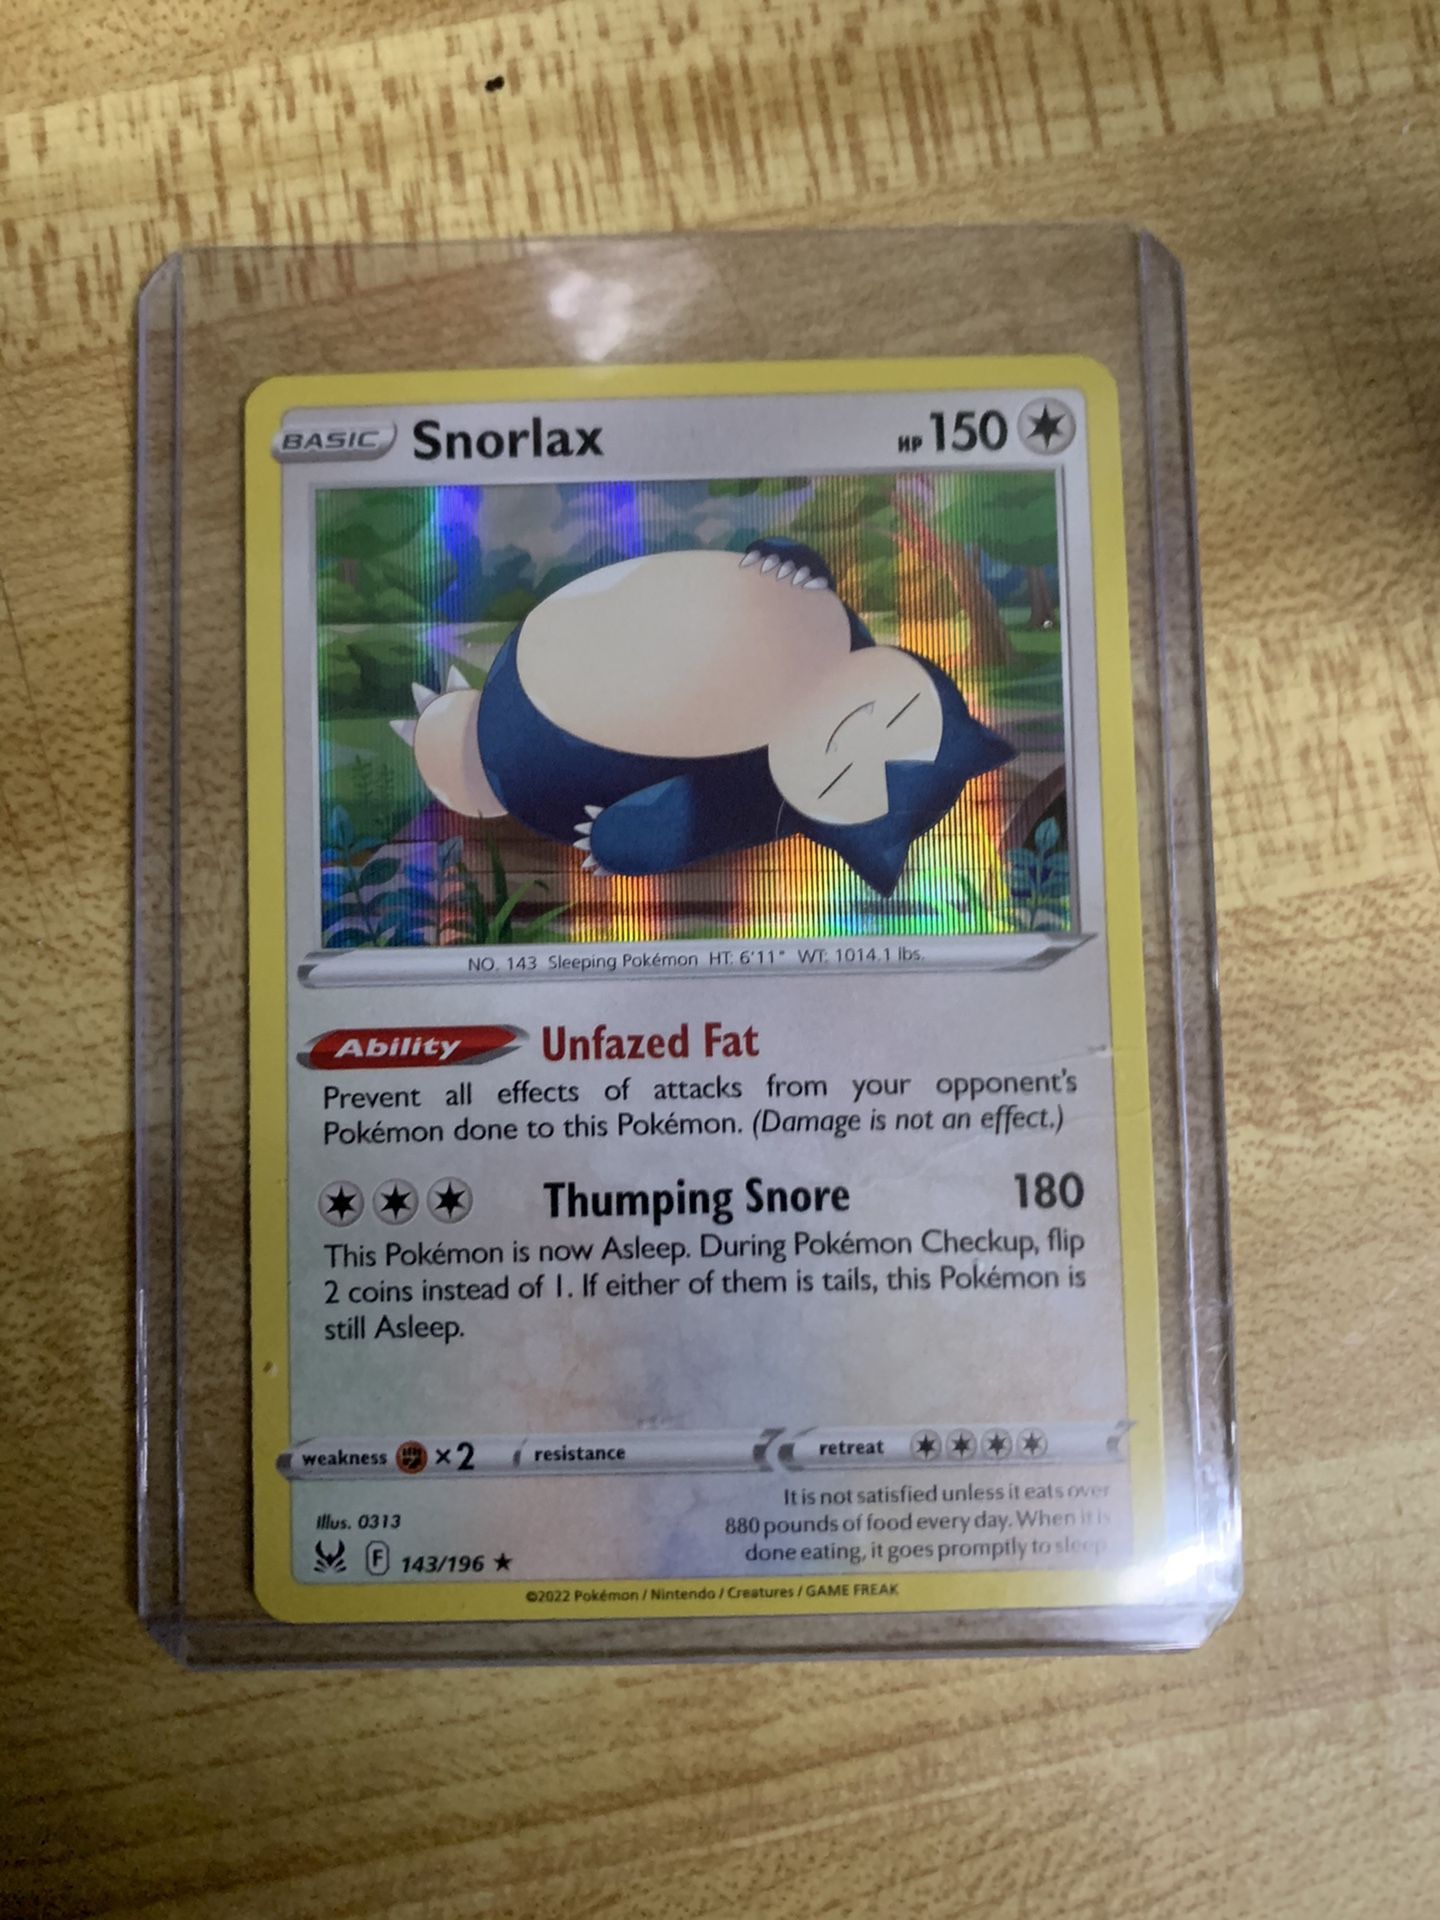 BASIC Snorlax HP 150
NO. 143 Sleeping Pokémon HT: 6'11" WT: 1014.1 lbs.
Ability Unfazed Fat
Prevent all effects of attacks from your opponent's
Pokémon done to this Pokémon. (Damage is not an effect.)
Thumping Snore 180
This Pokémon is now Asleep. During Pokémon Checkup, flip
2 coins instead of 1. If either of them is tails, this Pokémon is
still Asleep.
weakness ×2 resistance retreat
It is not satisfied unless it eats over
880 pounds of food every day. When it is
done eating, it goes promptly to sleep
Illus. 0313
F 143/196 ★
©2022 Pokémon / Nintendo / Creatures / GAME FREAK